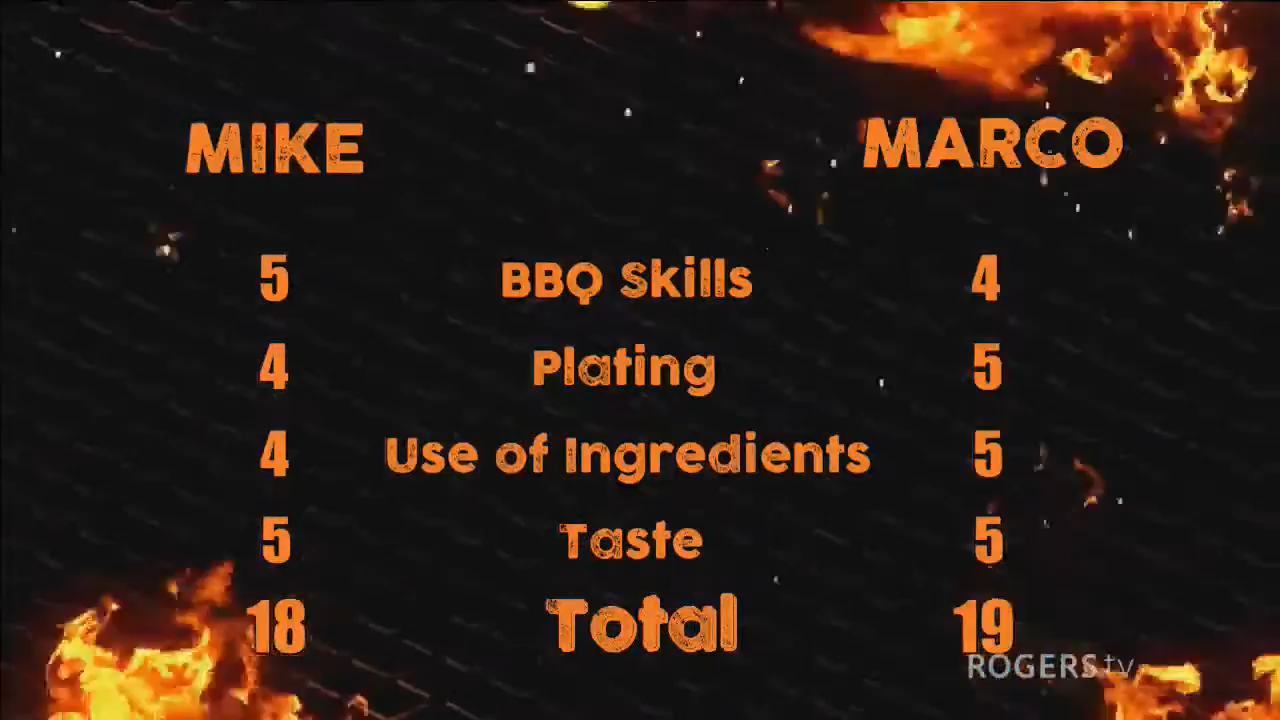 MIKE MARCO
5 BBQ Skills 4
4 Plating 5
4 Use of Ingredients 5
5 Taste 5
18 Total 19
ROGERS tv